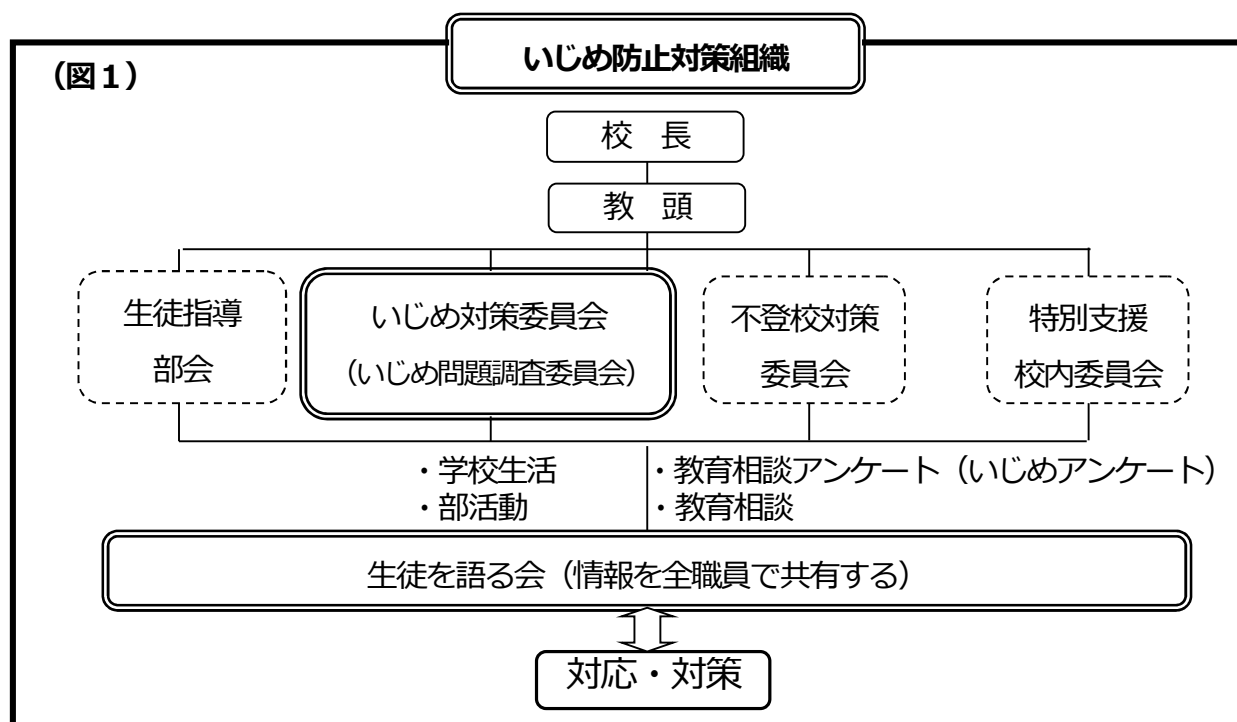 いじめ防止対策組織
(図1)
校 長
教 頭
生徒指導
部会
いじめ対策委員会
(いじめ問題調査委員会)
不登校対策
委員会
特別支援
校内委員会
・学校生活
・部活動
・教育相談アンケート(いじめアンケート)
・教育相談
生徒を語る会(情報を全職員で共有する)
対応・対策